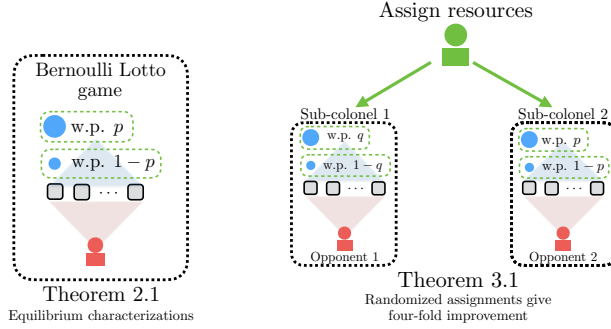 Bernoulli Lotto
game
w.p. p
w.p. 1 − p
...
Theorem 2.1
Equilibrium characterizations
Assign resources
Sub-colonel 1
w.p. q
w.p. 1 − q
...
Opponent 1
Sub-colonel 2
w.p. p
w.p. 1 − p
...
Opponent 2
Theorem 3.1
Randomized assignments give
four-fold improvement